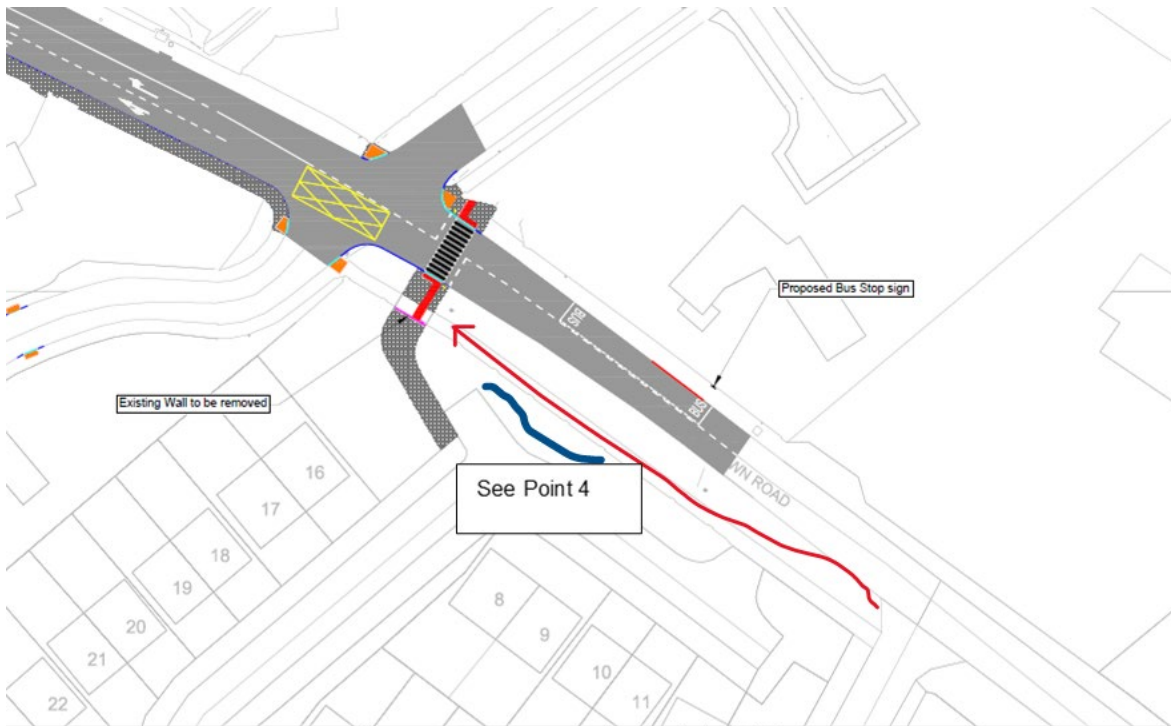 Proposed Bus Stop sign
BUS
BUS
Existing Wall to be removed
WN ROAD
See Point 4
16
17
18
19
20
21
22
8
9
10
11